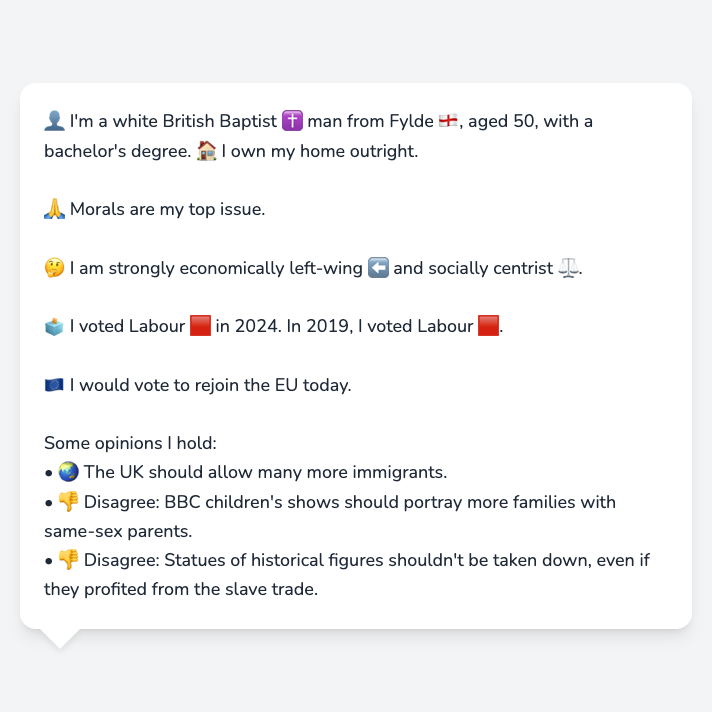 👤 I'm a white British Baptist ✝️ man from Fylde 🏴󠁧󠁢󠁥󠁮󠁧󠁿, aged 50, with a
bachelor's degree. 🏠 I own my home outright.
🙏 Morals are my top issue.
🤔 I am strongly economically left-wing ⬅️ and socially centrist ⚖️.
🗳️ I voted Labour 🟥 in 2024. In 2019, I voted Labour 🟥.
🇪🇺 I would vote to rejoin the EU today.
Some opinions I hold:
• 🌏 The UK should allow many more immigrants.
• 👎 Disagree: BBC children's shows should portray more families with
same-sex parents.
• 👎 Disagree: Statues of historical figures shouldn't be taken down, even if
they profited from the slave trade.